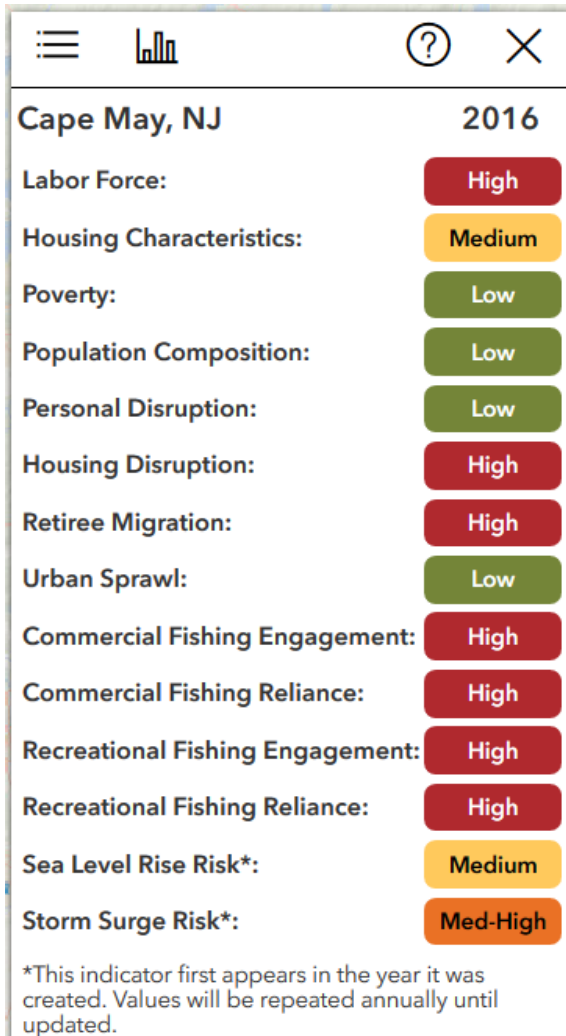 Cape May, NJ 2016
Labor Force: High
Housing Characteristics: Medium
Poverty: Low
Population Composition: Low
Personal Disruption: Low
Housing Disruption: High
Retiree Migration: High
Urban Sprawl: Low
Commercial Fishing Engagement: High
Commercial Fishing Reliance: High
Recreational Fishing Engagement: High
Recreational Fishing Reliance: High
Sea Level Rise Risk*: Medium
Storm Surge Risk*: Med-High
*This indicator first appears in the year it was
created. Values will be repeated annually until
updated.